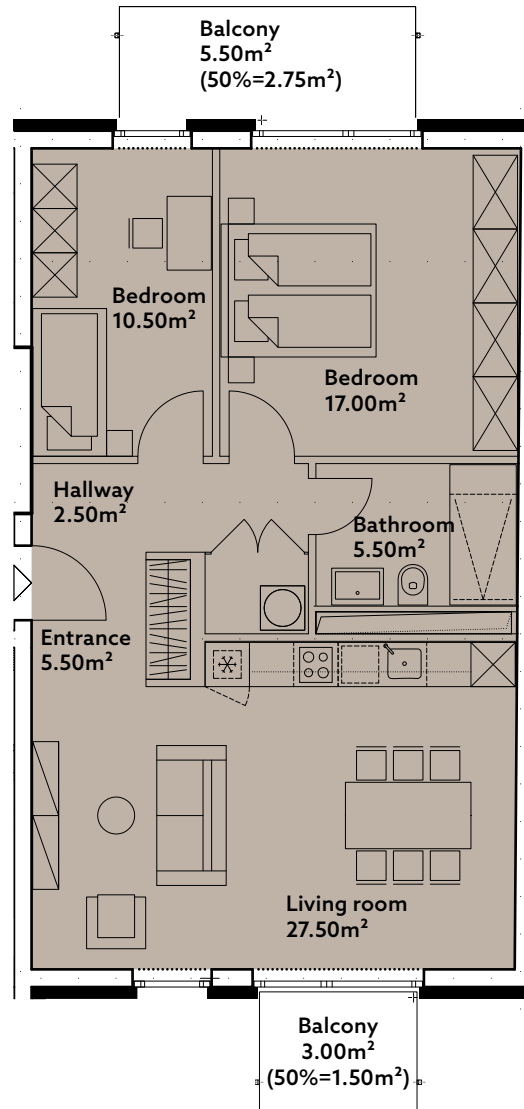 Balcony
5.50m²
(50%=2.75m²)
Bedroom
10.50m²
Bedroom
17.00m²
Hallway
2.50m²
Bathroom
5.50m²
Entrance
5.50m²
Living room
27.50m²
Balcony
3.00m²
(50%=1.50m²)